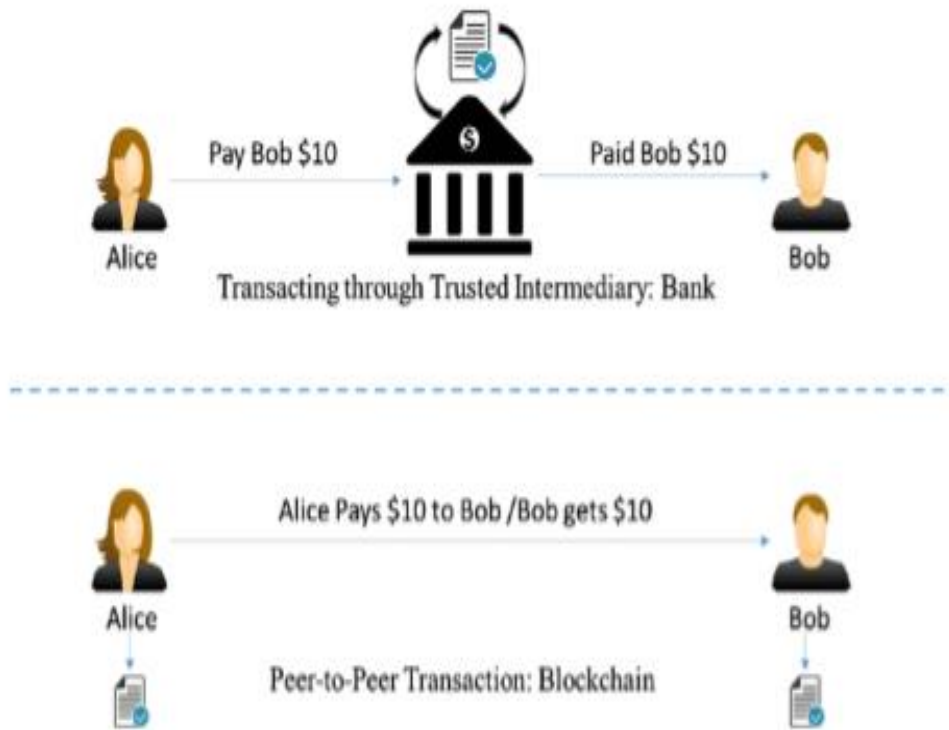 $
Pay Bob $10
Paid Bob $10
Alice
Bob
Transacting through Trusted Intermediary: Bank
Alice Pays $10 to Bob /Bob gets $10
Alice
Bob
Peer-to-Peer Transaction: Blockchain